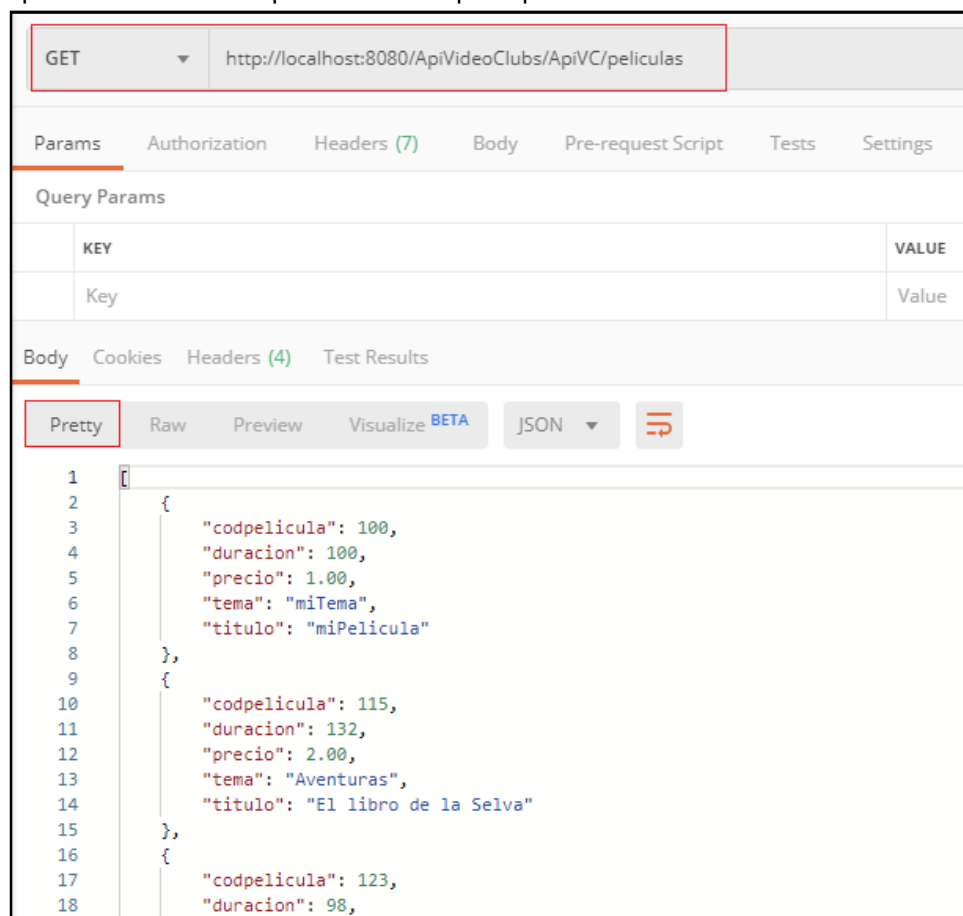 GET http://localhost:8080/ApiVideoClubs/ApiVC/peliculas
Params Authorization Headers (7) Body Pre-request Script Tests Settings
Query Params
KEY VALUE
Key Value
Body Cookies Headers (4) Test Results
Pretty Raw Preview Visualize BETA JSON
1 [
2 {
3 "codpelicula": 100,
4 "duracion": 100,
5 "precio": 1.00,
6 "tema": "miTema",
7 "titulo": "miPelicula"
8 },
9 {
10 "codpelicula": 115,
11 "duracion": 132,
12 "precio": 2.00,
13 "tema": "Aventuras",
14 "titulo": "El libro de la Selva"
15 },
16 {
17 "codpelicula": 123,
18 "duracion": 98,